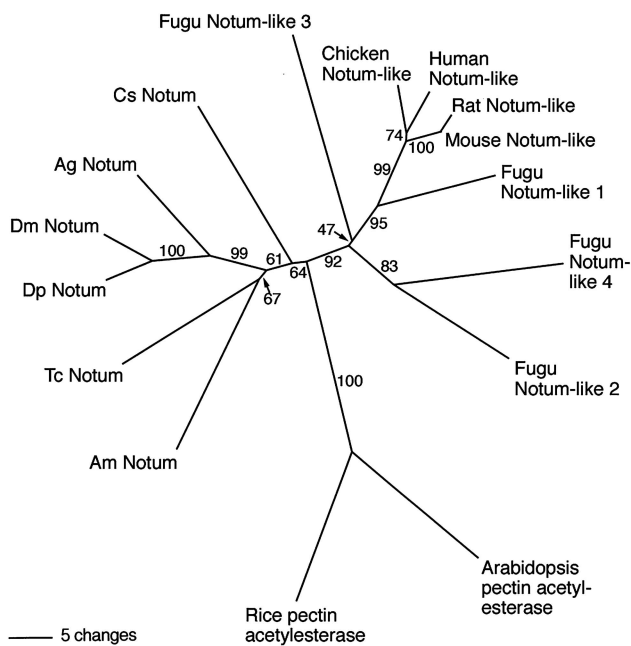 Fugu Notum-like 3
Chicken
Notum-like
Human
Notum-like
Cs Notum
Rat Notum-like
74
100
Mouse Notum-like
Ag Notum
99
Fugu
Notum-like 1
Dm Notum
95
47
100
99
61
64
92
83
Fugu
Notum-
like 4
Dp Notum
67
Tc Notum
100
Fugu
Notum-like 2
Am Notum
Arabidopsis
pectin acetyl-
esterase
Rice pectin
acetylesterase
5 changes